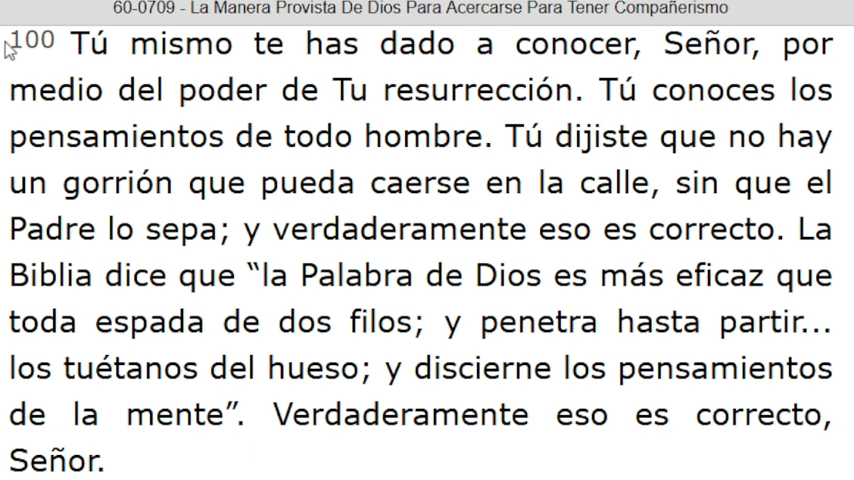 60-0709 - La Manera Provista De Dios Para Acercarse Para Tener Compañerismo
100 Tú mismo te has dado a conocer, Señor, por
medio del poder de Tu resurrección. Tú conoces los
pensamientos de todo hombre. Tú dijiste que no hay
un gorrión que pueda caerse en la calle, sin que el
Padre lo sepa; y verdaderamente eso es correcto. La
Biblia dice que “la Palabra de Dios es más eficaz que
toda espada de dos filos; y penetra hasta partir...
los tuétanos del hueso; y discierne los pensamientos
de la mente”. Verdaderamente eso es correcto,
Señor.